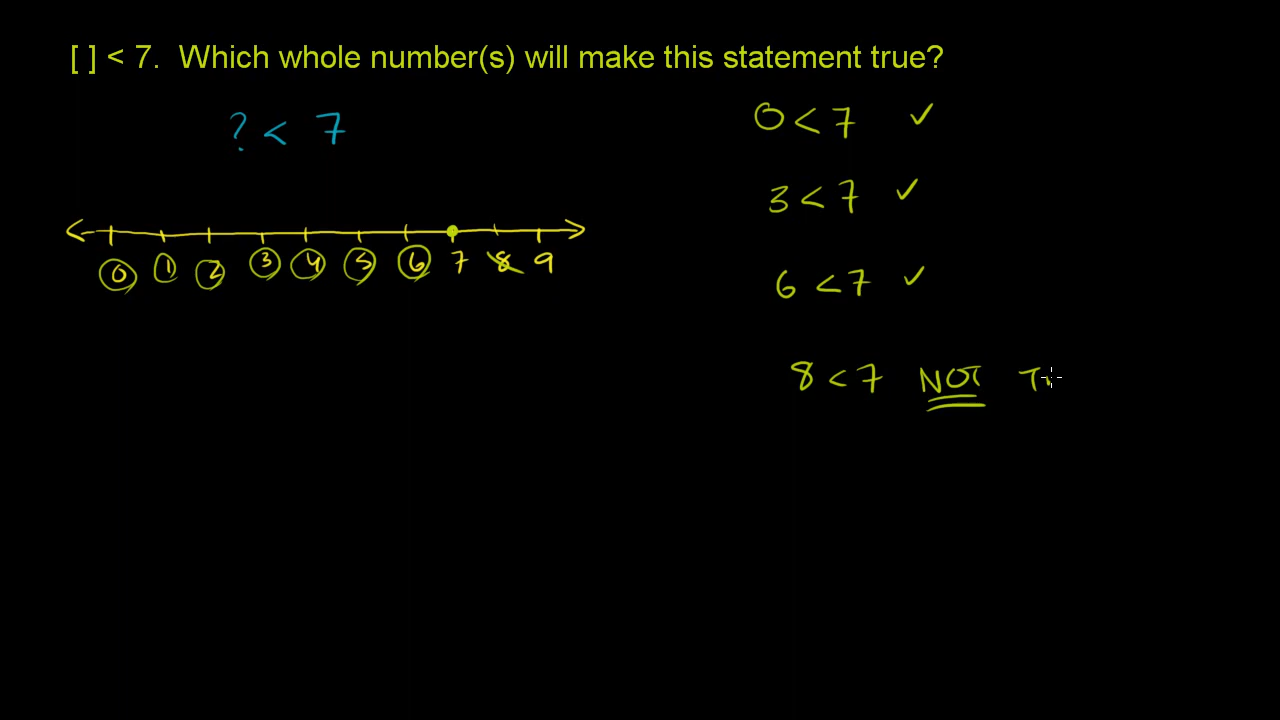 [ ] < 7. Which whole number(s) will make this statement true?
? < 7
0 1 2 3 4 5 6 7 8 9
0 < 7 ✓
3 < 7 ✓
6 < 7 ✓
8 < 7 NOT T